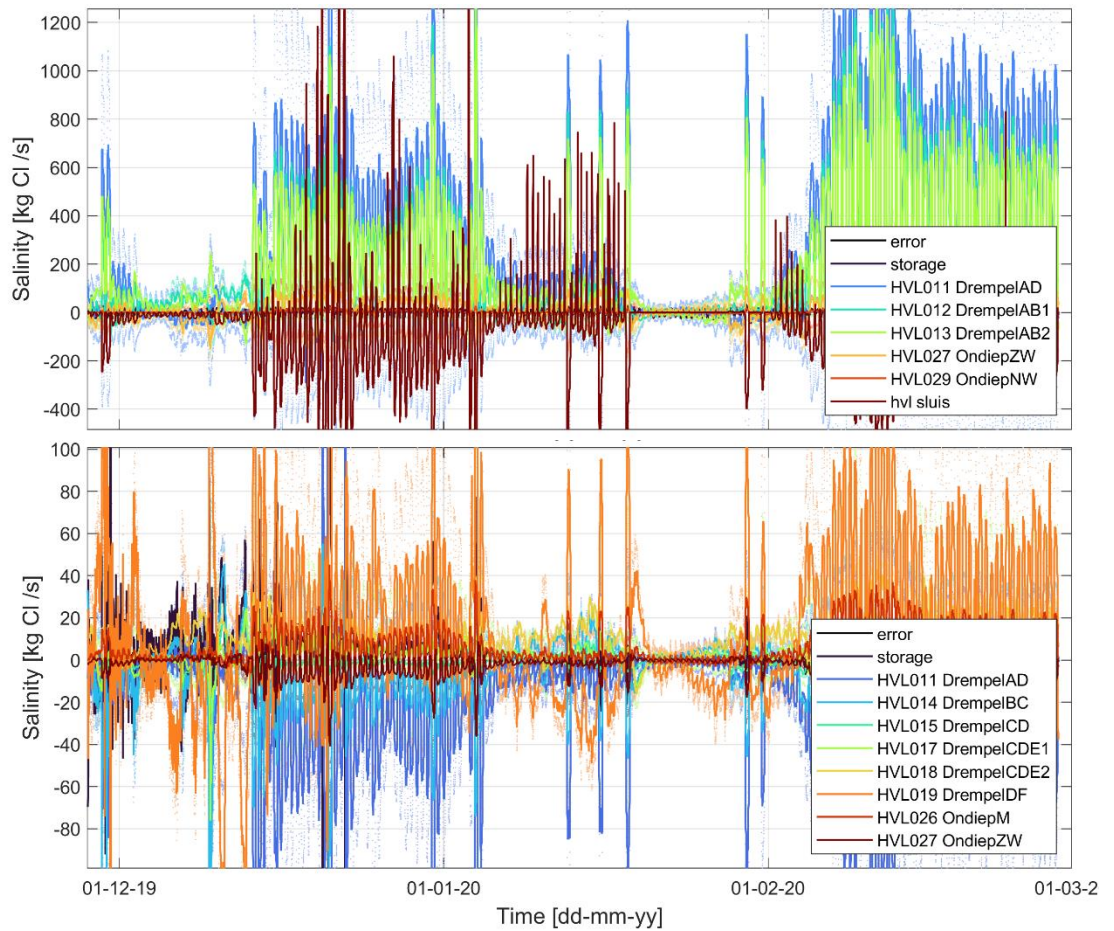 1200
1000
800
600
400
200
0
-200
-400
Salinity [kg Cl /s]
error
storage
HVL011 DrempelAD
HVL012 DrempelAB1
HVL013 DrempelAB2
HVL027 OndiepZW
HVL029 OndiepNW
hvl sluis
100
80
60
40
20
0
-20
-40
-60
-80
Salinity [kg Cl /s]
error
storage
HVL011 DrempelAD
HVL014 DrempelBC
HVL015 DrempelCD
HVL017 DrempelCDE1
HVL018 DrempelCDE2
HVL019 DrempelDF
HVL026 OndiepM
HVL027 OndiepZW
01-12-19 01-01-20 01-02-20 01-03-2
Time [dd-mm-yy]